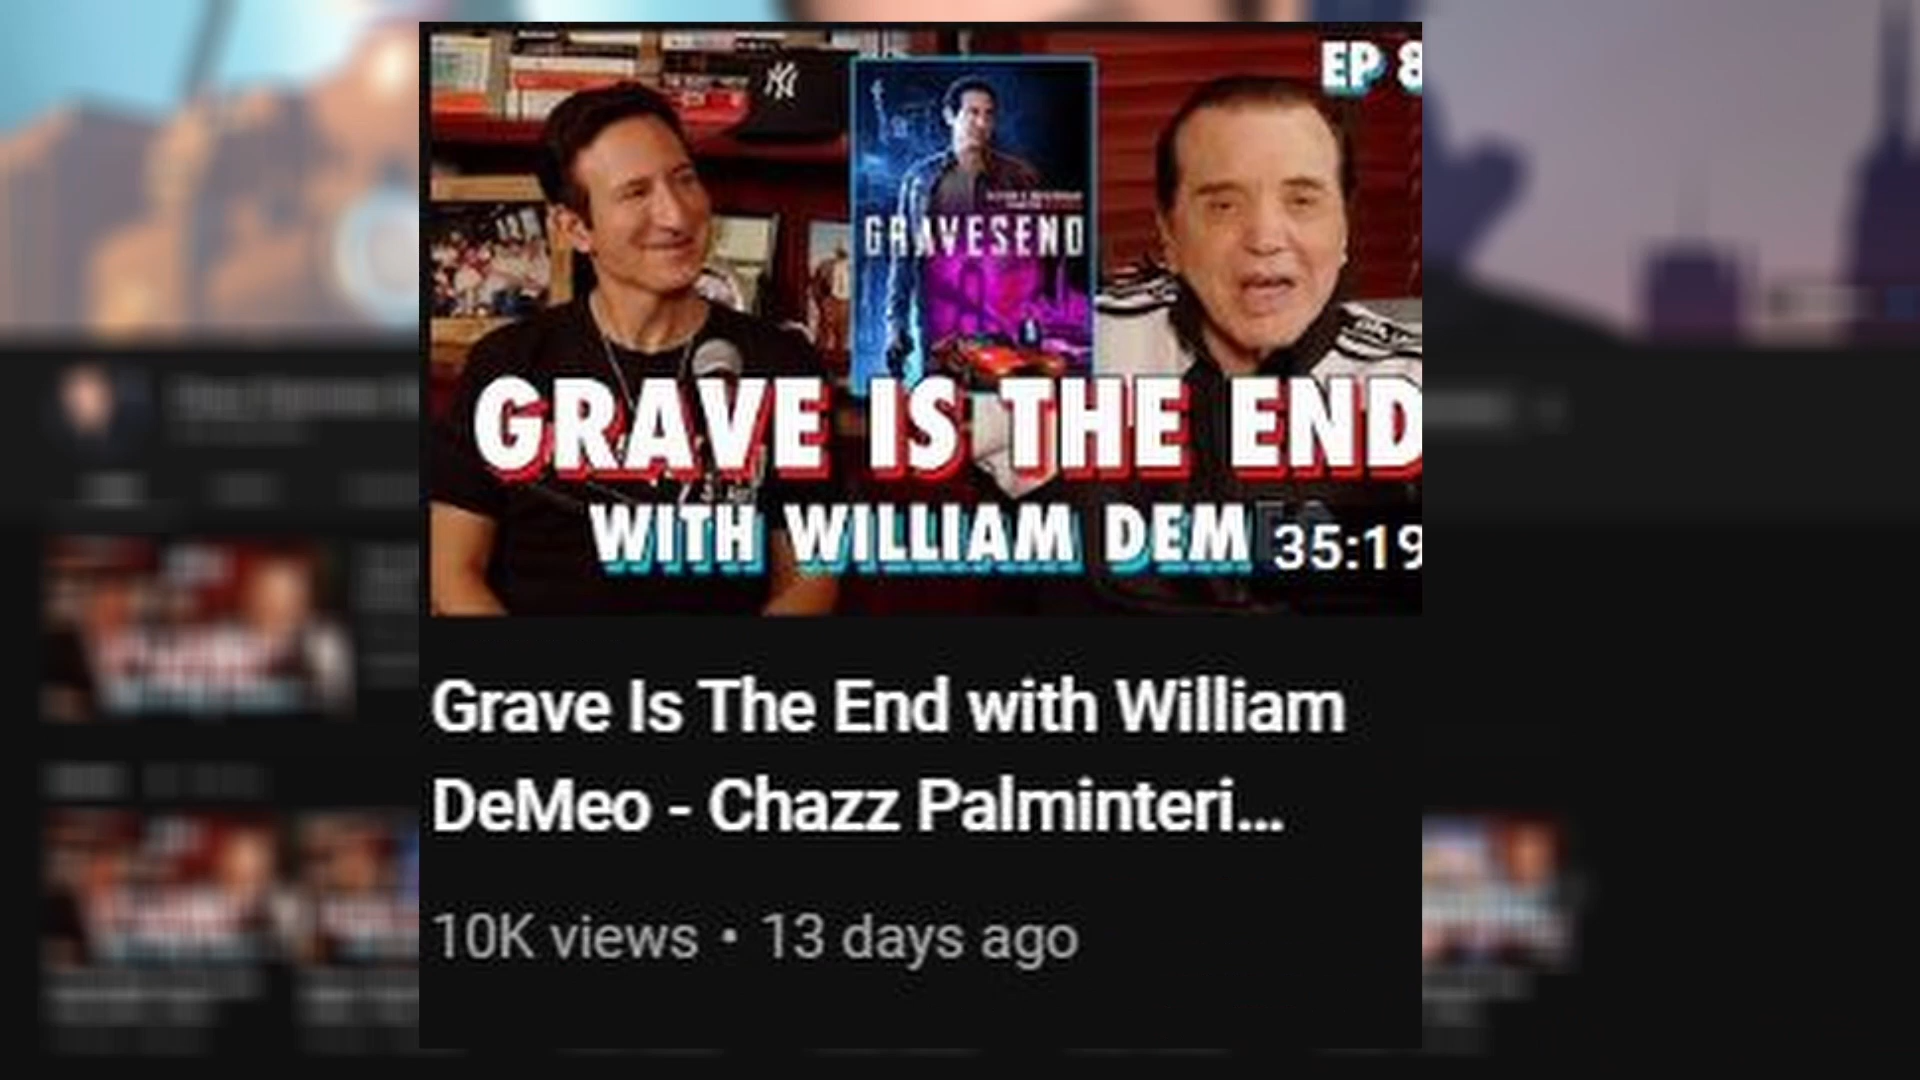 EP 8
NY
GRAVESEND
GRAVE IS THE END
WITH WILLIAM DEM
35:19
Grave Is The End with William
DeMeo - Chazz Palminteri...
10K views • 13 days ago